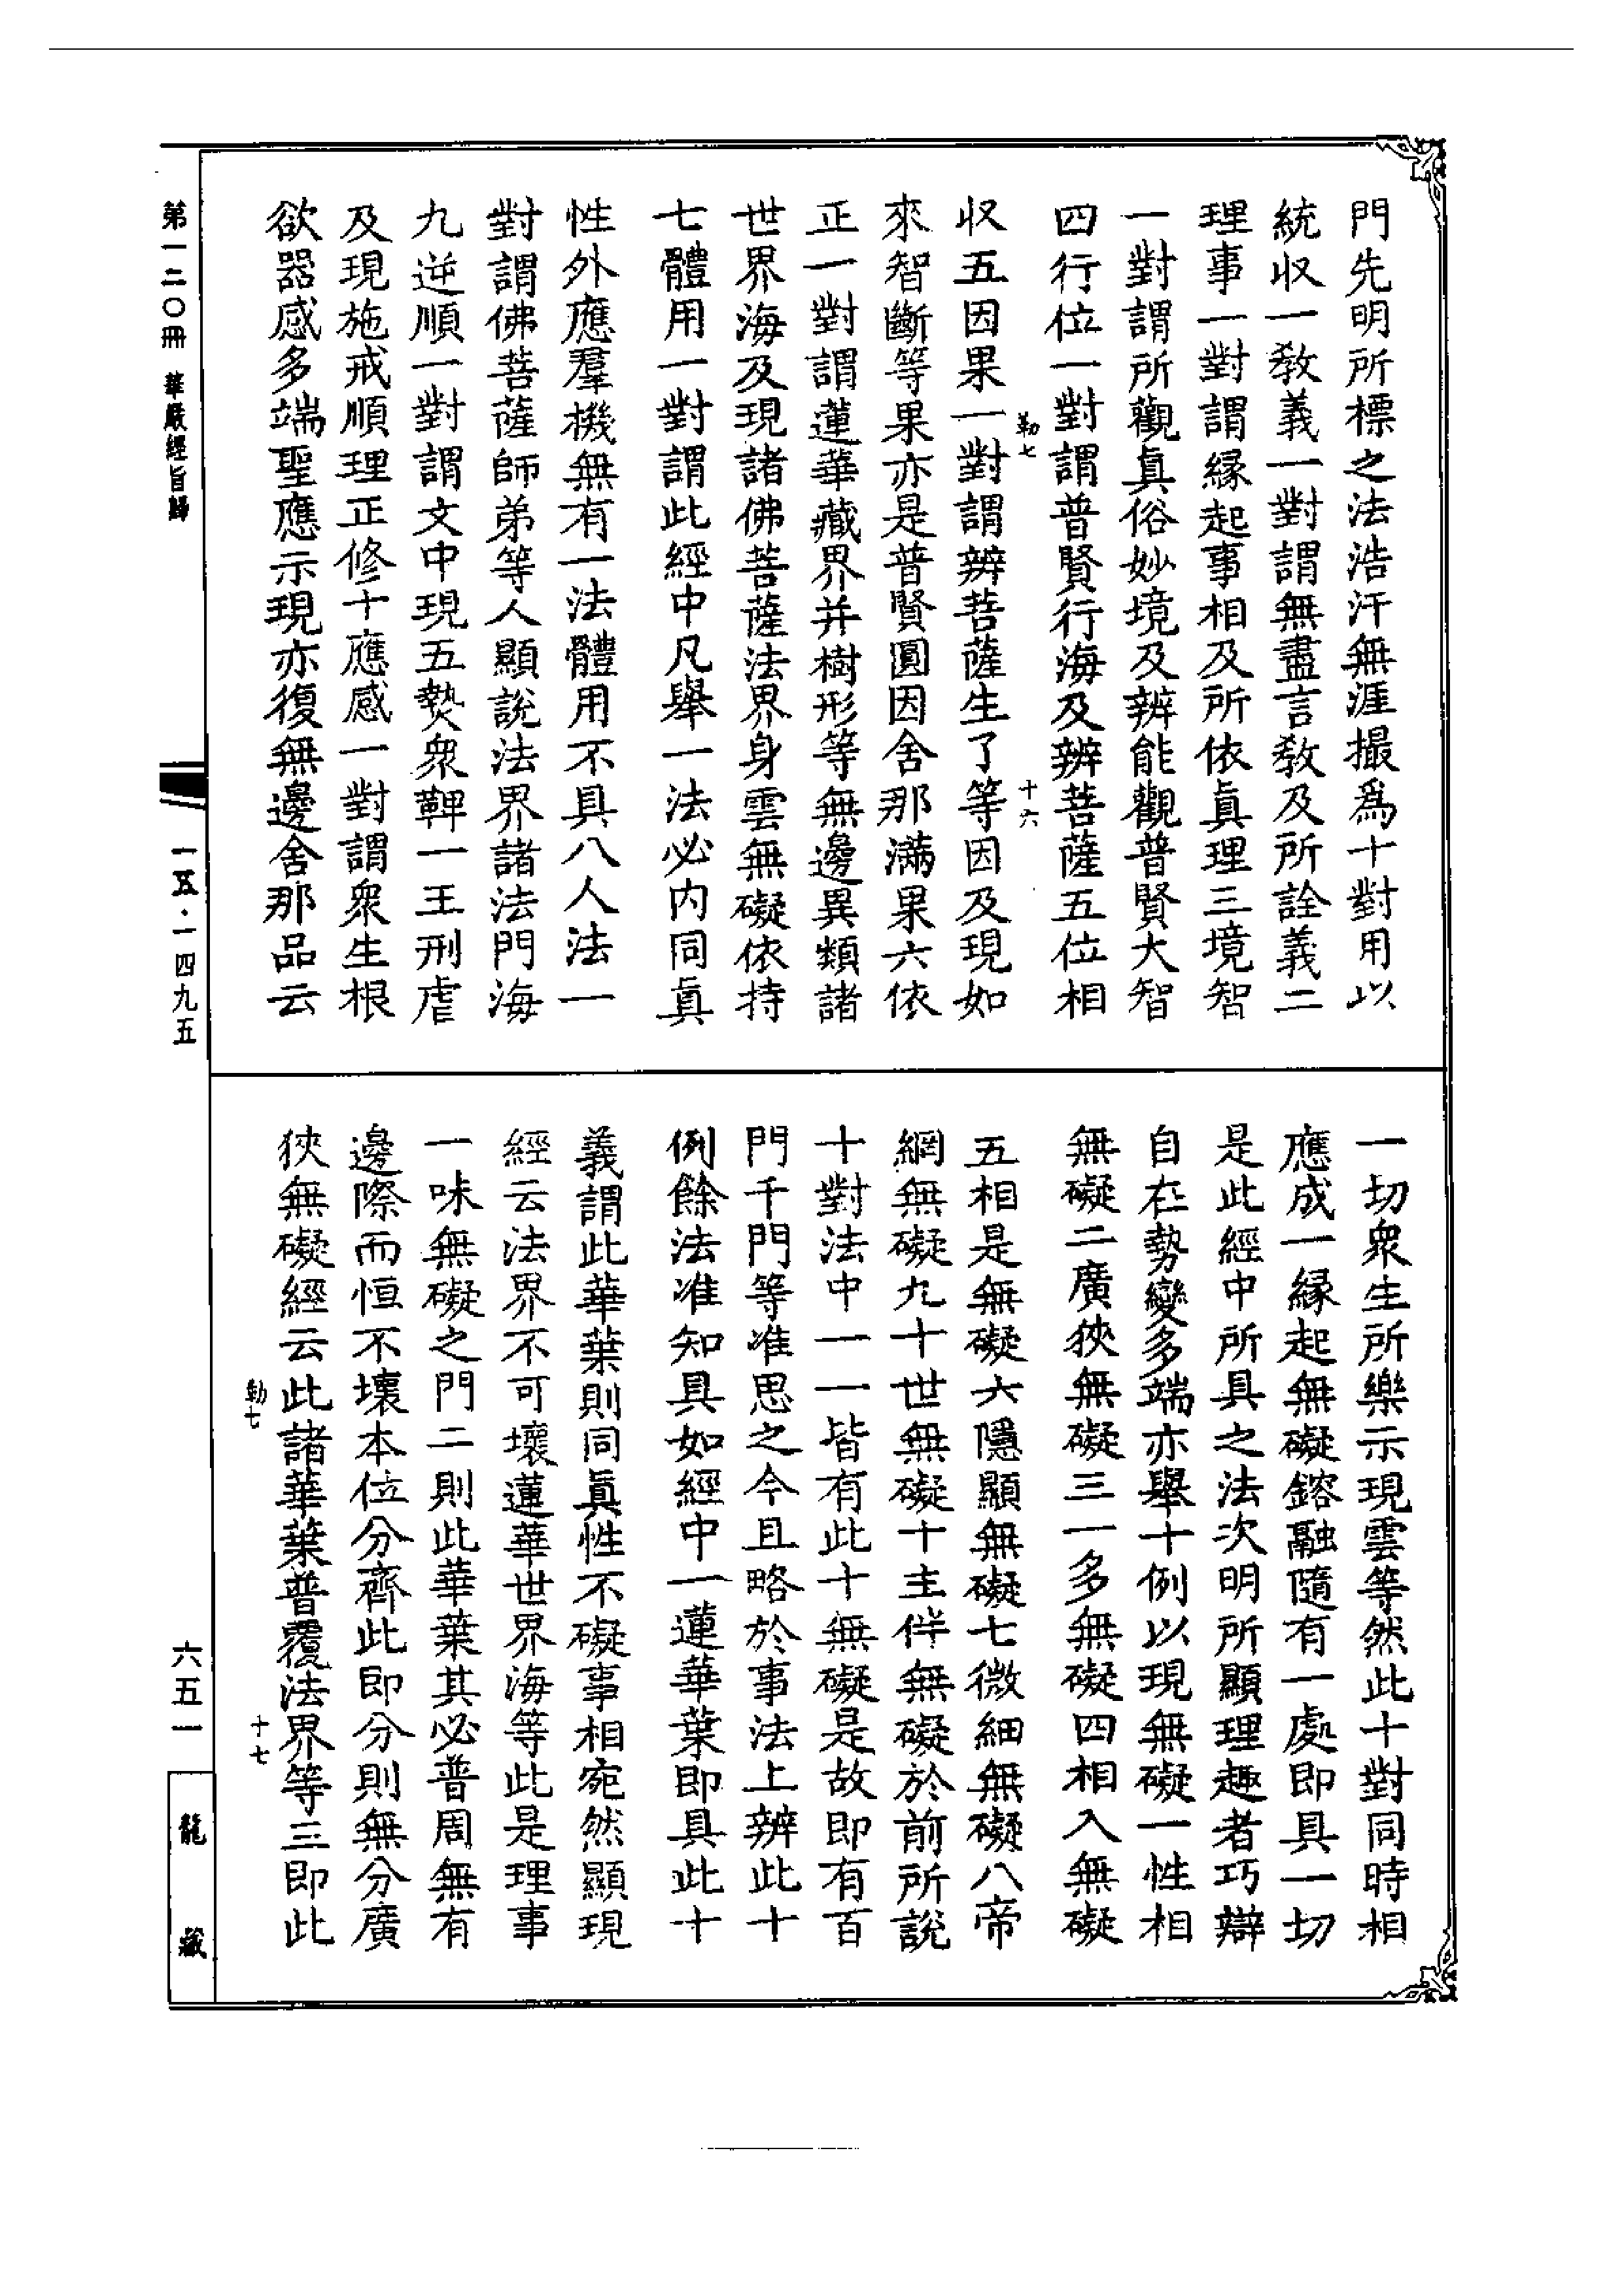 門先明所標之法浩汗無涯撮爲十對用以
統収一敎義一對謂無盡言敎及所詮義二
理事一對謂緣起事相及所依眞理三境智
一對謂所觀眞俗妙境及辨能觀普賢大智
四行位一對謂普賢行海及辨菩薩五位相
勒七
十六
収五因果一對謂辨菩薩生了等因及現如
來智斷等果亦是普賢圓因舍那滿果六依
正一對謂蓮華藏界并樹形等無邊異類諸
世界海及現諸佛菩薩法界身雲無礙依持
七體用一對謂此經中凡舉一法必內同眞
性外應羣機無有一法體用不具八人法一
對謂佛菩薩師弟等人顯說法界諸法門海
九逆順一對謂文中現五𤍠衆鞞一王刑虐
及現施戒順理正修十應感一對謂衆生根
欲器感多端聖應示現亦復無邊舍那品云
一切衆生所樂示現雲等然此十對同時相
應成一緣起無礙鎔融隨有一處即具一切
是此經中所具之法次明所顯理趣者巧辯
自在勢變多端亦舉十例以現無礙一性相
無礙二廣狹無礙三一多無礙四相入無礙
五相是無礙六隱顯無礙七微細無礙八帝
網無礙九十世無礙十主伴無礙於前所說
十對法中一一皆有此十無礙是故即有百
門千門等准思之今且略於事法上辨此十
例餘法准知具如經中一蓮華葉即具此十
義謂此華葉則同眞性不礙事相宛然顯現
經云法界不可壞蓮華世界海等此是理事
一味無礙之門二則此華葉其必普周無有
邊際而恒不壞本位分齊此即分則無分廣
狹無礙經云此諸華葉普覆法界等三即此
勒七
十七
第一二〇冊 華嚴經旨歸
一五·一四九五
六五一
龍藏